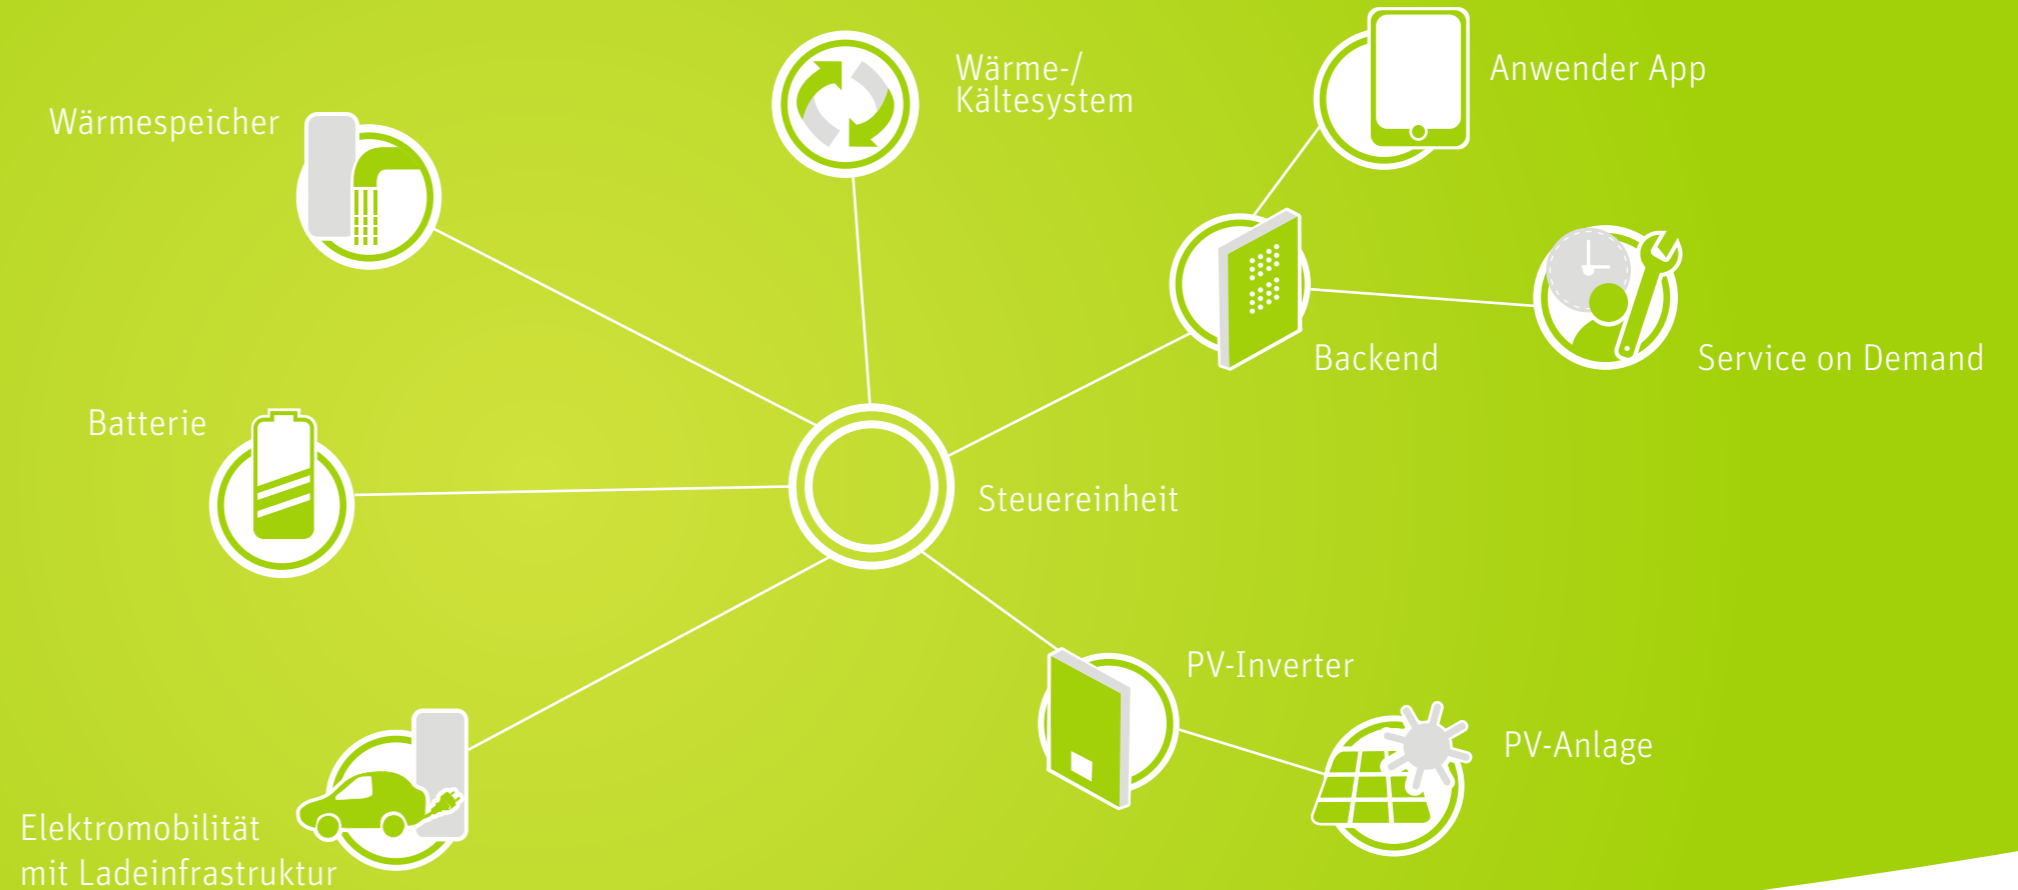 Wärme-/
Kältesystem
Anwender App
Wärmespeicher
Backend
Service on Demand
Batterie
Steuereinheit
PV-Inverter
PV-Anlage
Elektromobilität
mit Ladeinfrastruktur